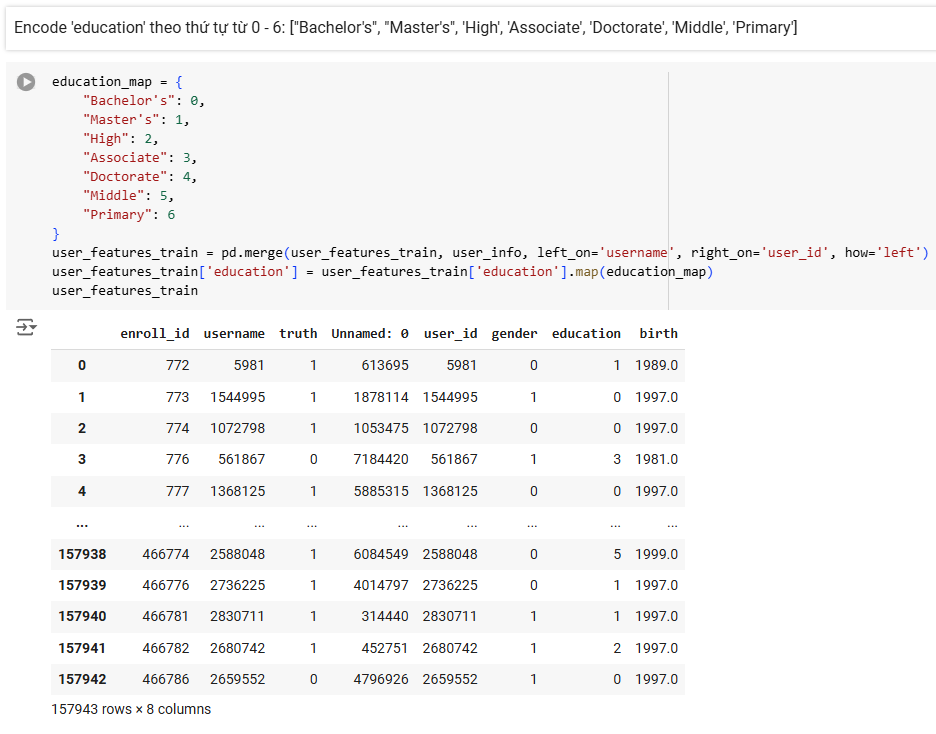 Encode 'education' theo thứ tự từ 0 - 6: ["Bachelor's", "Master's", 'High', 'Associate', 'Doctorate', 'Middle', 'Primary']
education_map = {
    "Bachelor's": 0,
    "Master's": 1,
    "High": 2,
    "Associate": 3,
    "Doctorate": 4,
    "Middle": 5,
    "Primary": 6
}
user_features_train = pd.merge(user_features_train, user_info, left_on='username', right_on='user_id', how='left')
user_features_train['education'] = user_features_train['education'].map(education_map)
user_features_train
enroll_id username truth Unnamed: 0 user_id gender education birth
0 772 5981 1 613695 5981 0 1 1989.0
1 773 1544995 1 1878114 1544995 1 0 1997.0
2 774 1072798 1 1053475 1072798 0 0 1997.0
3 776 561867 0 7184420 561867 1 3 1981.0
4 777 1368125 1 5885315 1368125 0 0 1997.0
... ... ... ... ... ... ... ... ...
157938 466774 2588048 1 6084549 2588048 0 5 1999.0
157939 466776 2736225 1 4014797 2736225 0 1 1997.0
157940 466781 2830711 1 314440 2830711 1 1 1997.0
157941 466782 2680742 1 452751 2680742 1 2 1997.0
157942 466786 2659552 0 4796926 2659552 1 0 1997.0
157943 rows × 8 columns